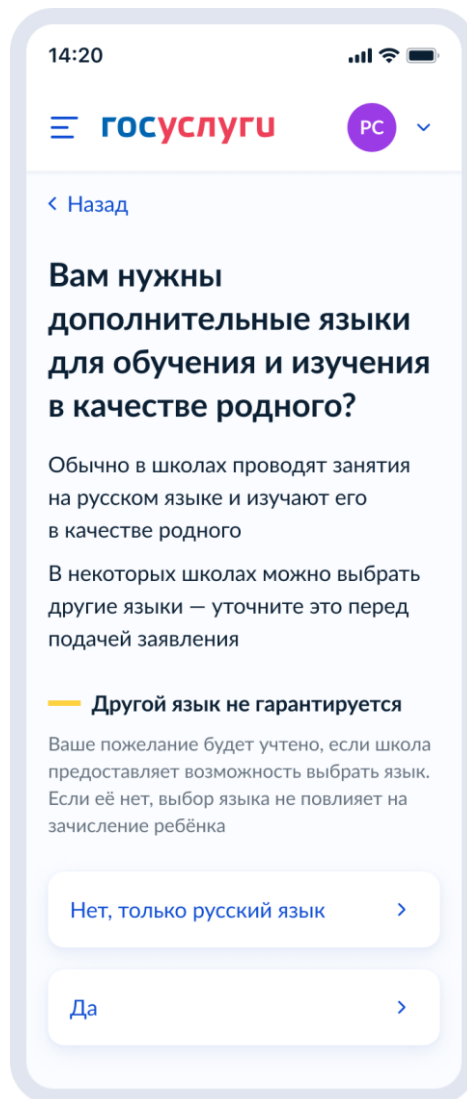 14:20
госуслуги
РС
Назад
Вам нужны
дополнительные языки
для обучения и изучения
в качестве родного?
Обычно в школах проводят занятия
на русском языке и изучают его
в качестве родного
В некоторых школах можно выбрать
другие языки — уточните это перед
подачей заявления
Другой язык не гарантируется
Ваше пожелание будет учтено, если школа
предоставляет возможность выбрать язык.
Если её нет, выбор языка не повлияет на
зачисление ребёнка
Нет, только русский язык
Да